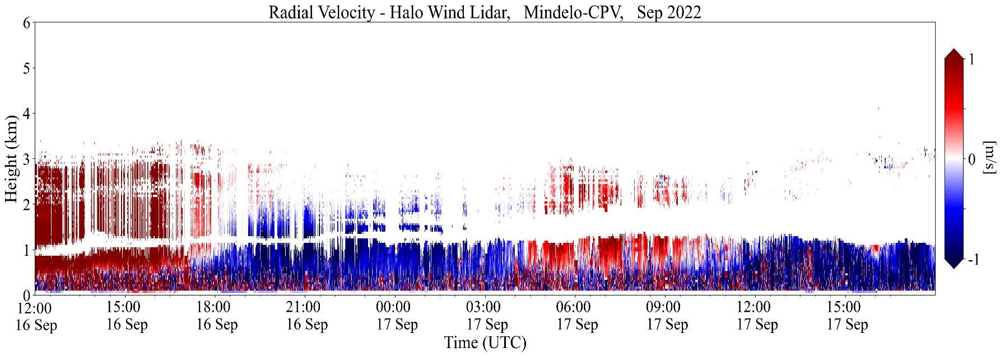 Radial Velocity - Halo Wind Lidar, Mindelo-CPV, Sep 2022
6
5
4
3
2
1
0
Height (km)
12:00 15:00 18:00 21:00 00:00 03:00 06:00 09:00 12:00 15:00
16 Sep 16 Sep 16 Sep 16 Sep 17 Sep 17 Sep 17 Sep 17 Sep 17 Sep 17 Sep
Time (UTC)
1
0
-1
[m/s]